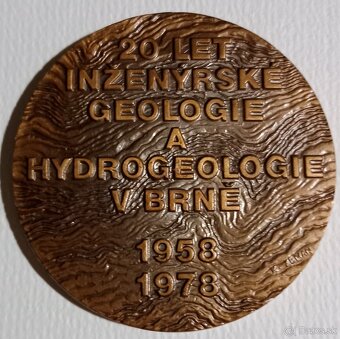 20 LET
INŽENÝRSKÉ
GEOLOGIE
A
HYDROGEOLOGIE
V BRNĚ
1958
1978